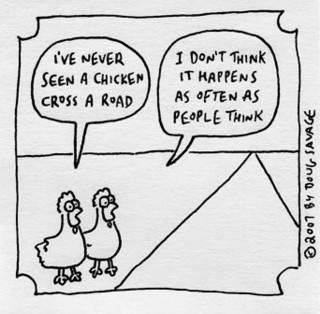 I'VE NEVER
SEEN A CHICKEN
CROSS A ROAD
I DON'T THINK
IT HAPPENS
AS OFTEN AS
PEOPLE THINK
©2007 BY DOUG SAVAGE